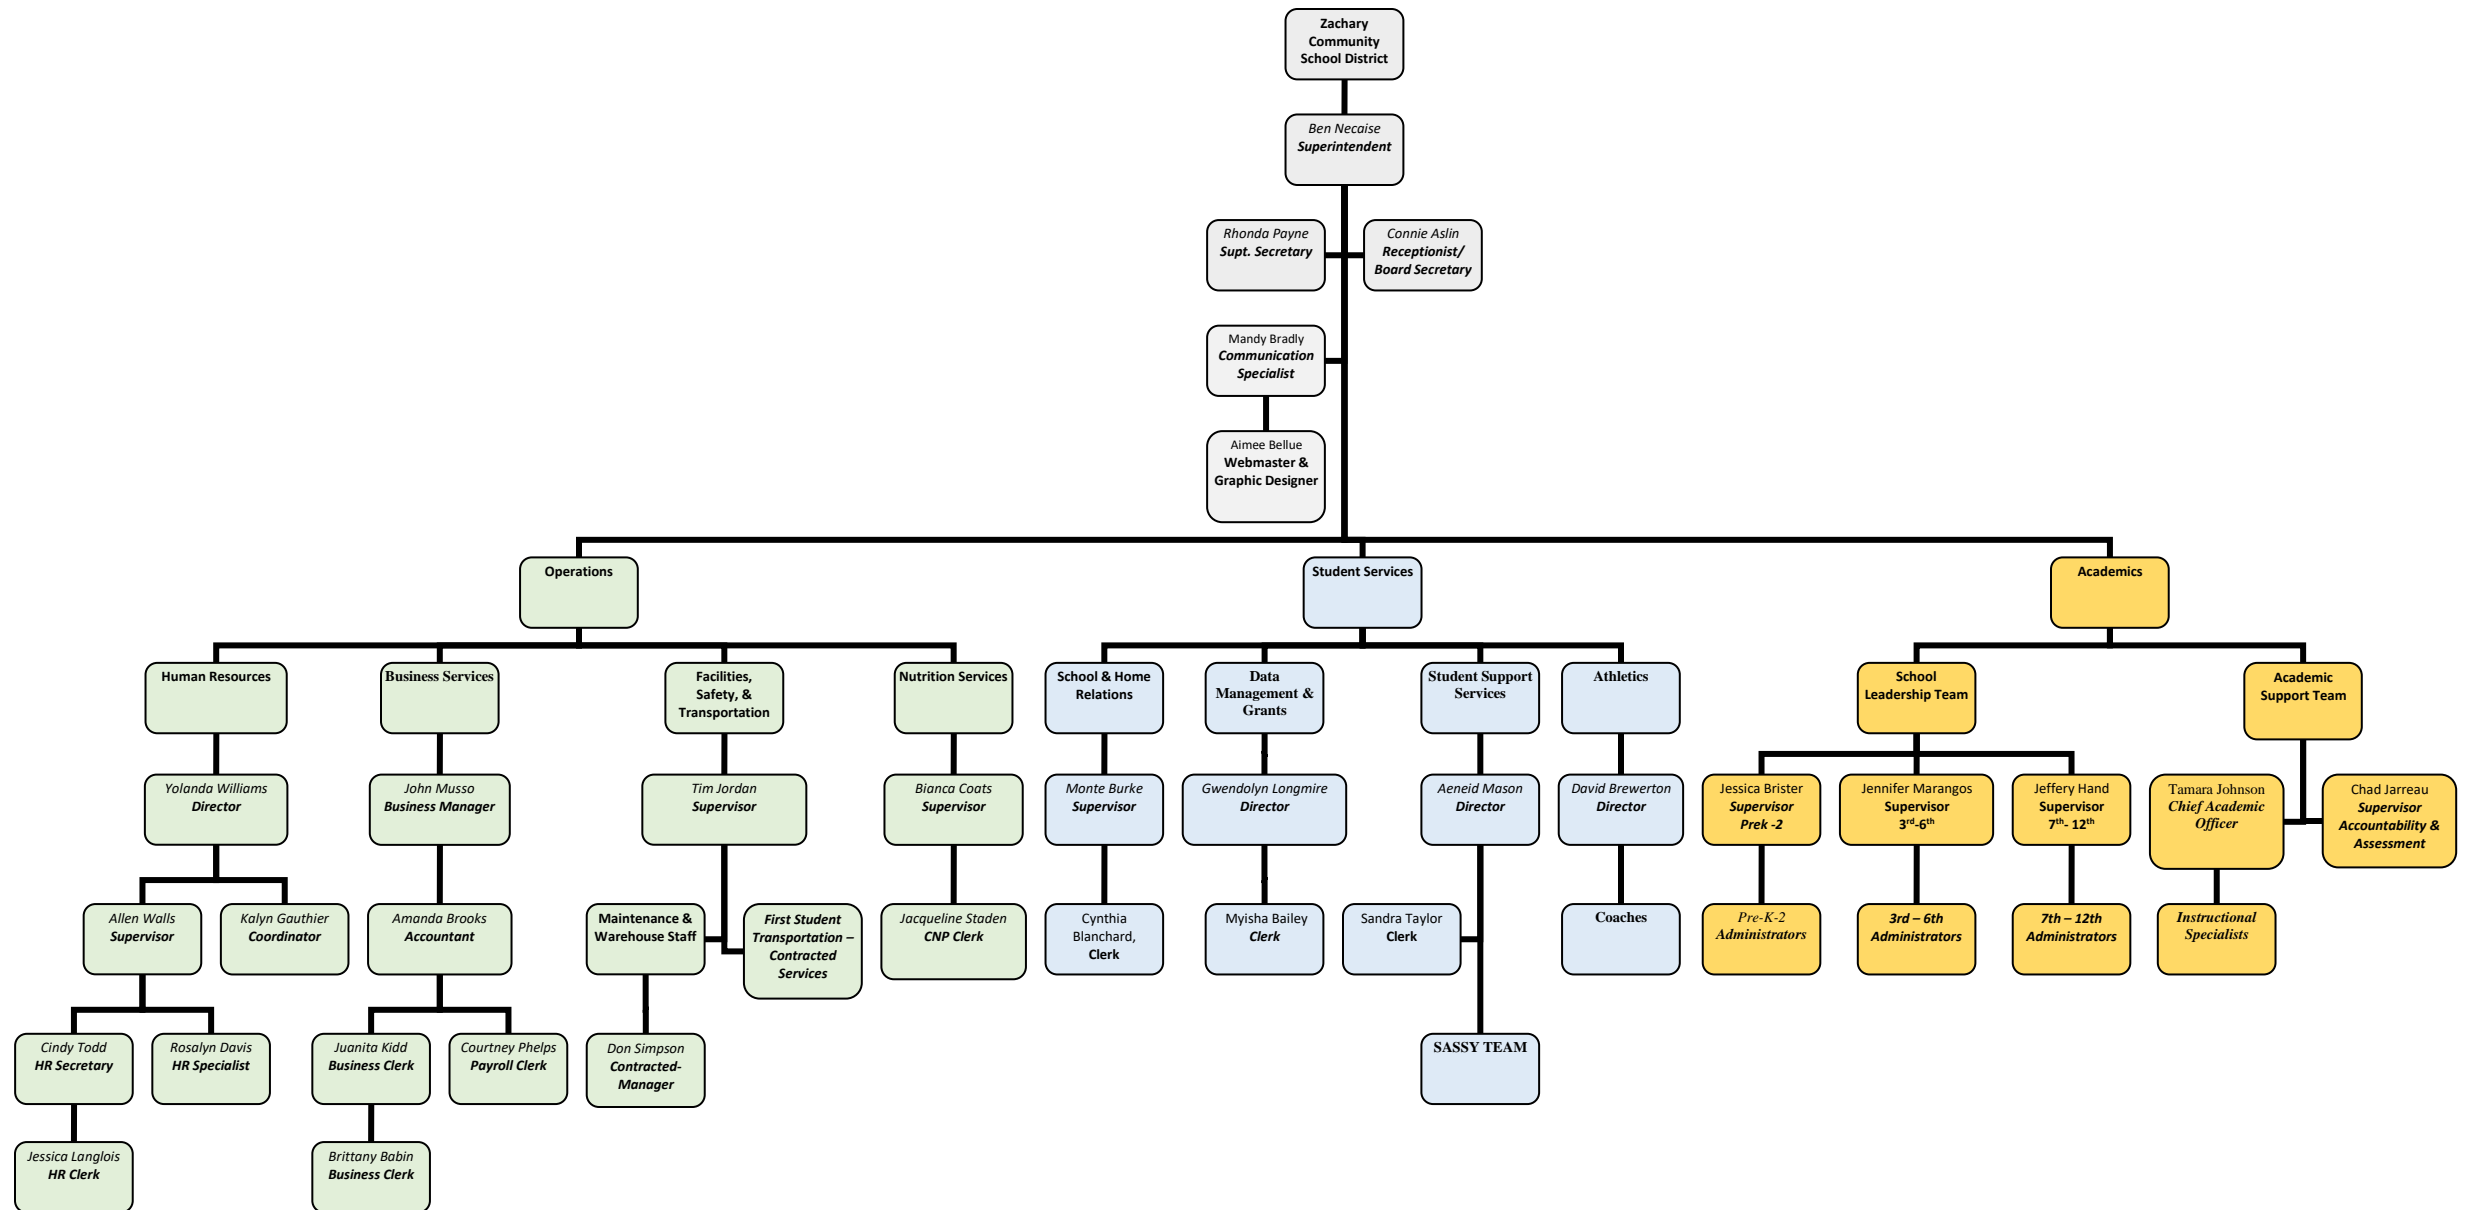 Zachary
Community
School District
Ben Necaise
Superintendent
Rhonda Payne
Supt. Secretary
Connie Aslin
Receptionist/
Board Secretary
Mandy Bradly
Communication
Specialist
Aimee Bellue
Webmaster &
Graphic Designer
Operations
Student Services
Academics
Human Resources
Business Services
Facilities,
Safety, &
Transportation
Nutrition Services
School & Home
Relations
Data
Management &
Grants
Student Support
Services
Athletics
School
Leadership Team
Academic
Support Team
Yolanda Williams
Director
John Musso
Business Manager
Tim Jordan
Supervisor
Bianca Coats
Supervisor
Monte Burke
Supervisor
Gwendolyn Longmire
Director
Aeneid Mason
Director
David Brewerton
Director
Jessica Brister
Supervisor
Prek -2
Jennifer Marangos
Supervisor
3rd-6th
Jeffery Hand
Supervisor
7th- 12th
Tamara Johnson
Chief Academic
Officer
Chad Jarreau
Supervisor
Accountability &
Assessment
Allen Walls
Supervisor
Kalyn Gauthier
Coordinator
Amanda Brooks
Accountant
Maintenance &
Warehouse Staff
First Student
Transportation –
Contracted
Services
Jacqueline Staden
CNP Clerk
Cynthia
Blanchard,
Clerk
Myisha Bailey
Clerk
Sandra Taylor
Clerk
Coaches
Pre-K-2
Administrators
3rd – 6th
Administrators
7th – 12th
Administrators
Instructional
Specialists
Cindy Todd
HR Secretary
Rosalyn Davis
HR Specialist
Juanita Kidd
Business Clerk
Courtney Phelps
Payroll Clerk
Don Simpson
Contracted-
Manager
SASSY TEAM
Jessica Langlois
HR Clerk
Brittany Babin
Business Clerk